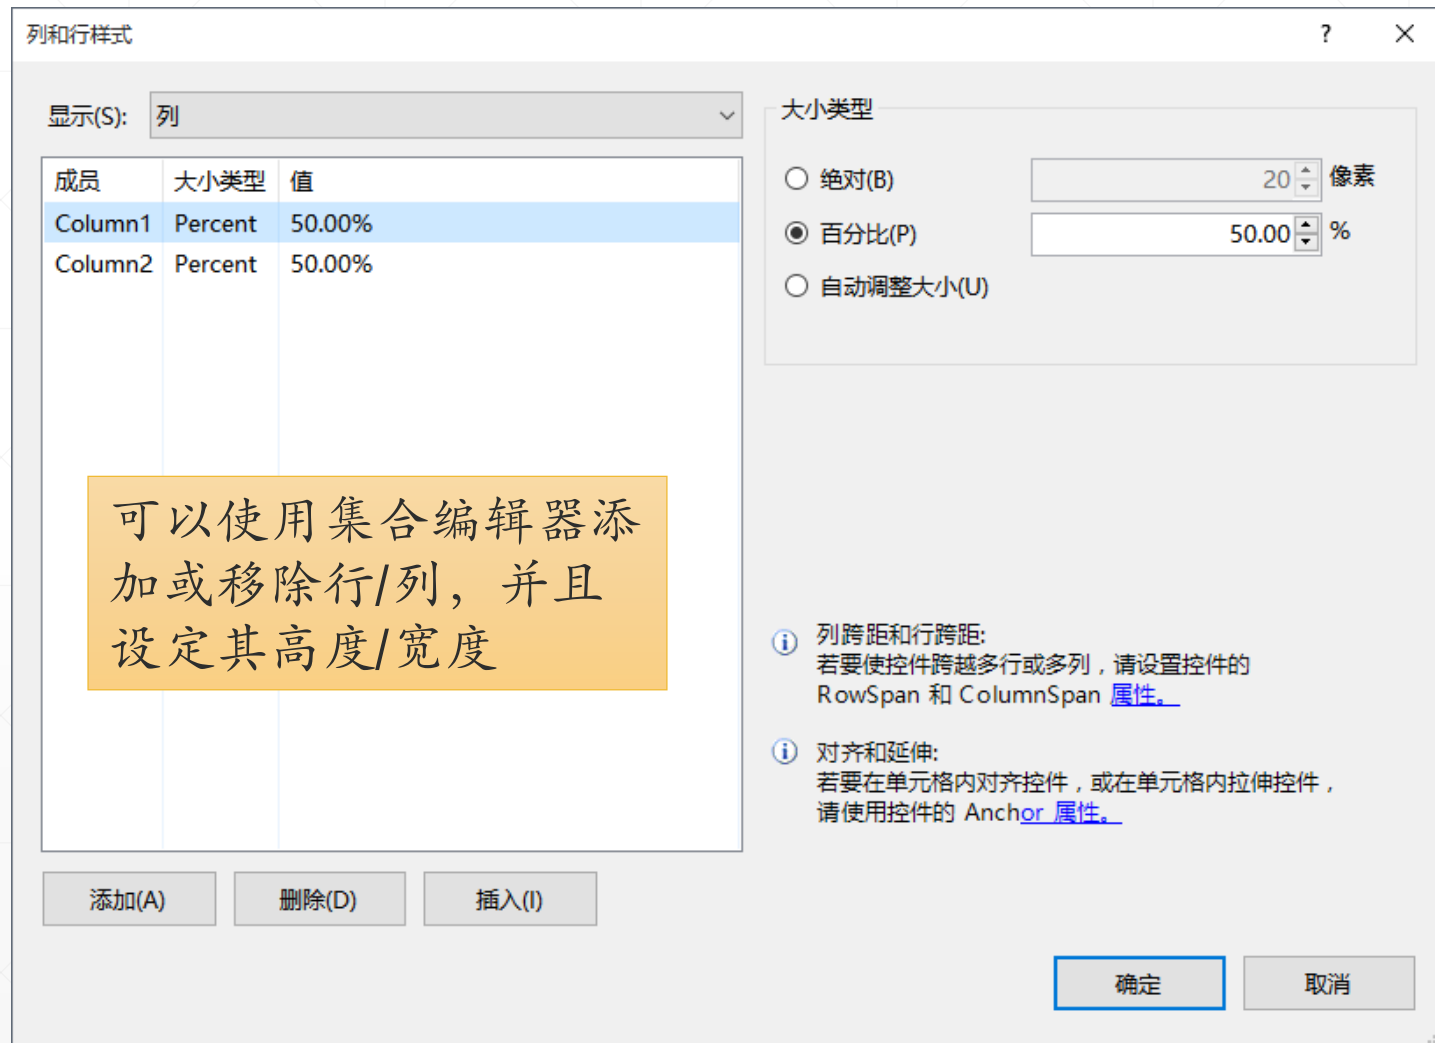 列和行样式
?
显示(S): 列
成员 大小类型 值
Column1 Percent 50.00%
Column2 Percent 50.00%
可以使用集合编辑器添
加或移除行/列，并且
设定其高度/宽度
添加(A) 删除(D) 插入(I)
大小类型
绝对(B) 20 像素
百分比(P) 50.00 %
自动调整大小(U)
列跨距和行跨距:
若要使控件跨越多行或多列，请设置控件的
RowSpan 和 ColumnSpan 属性。
对齐和延伸:
若要在单元格内对齐控件，或在单元格内拉伸控件，
请使用控件的 Anchor 属性。
确定 取消